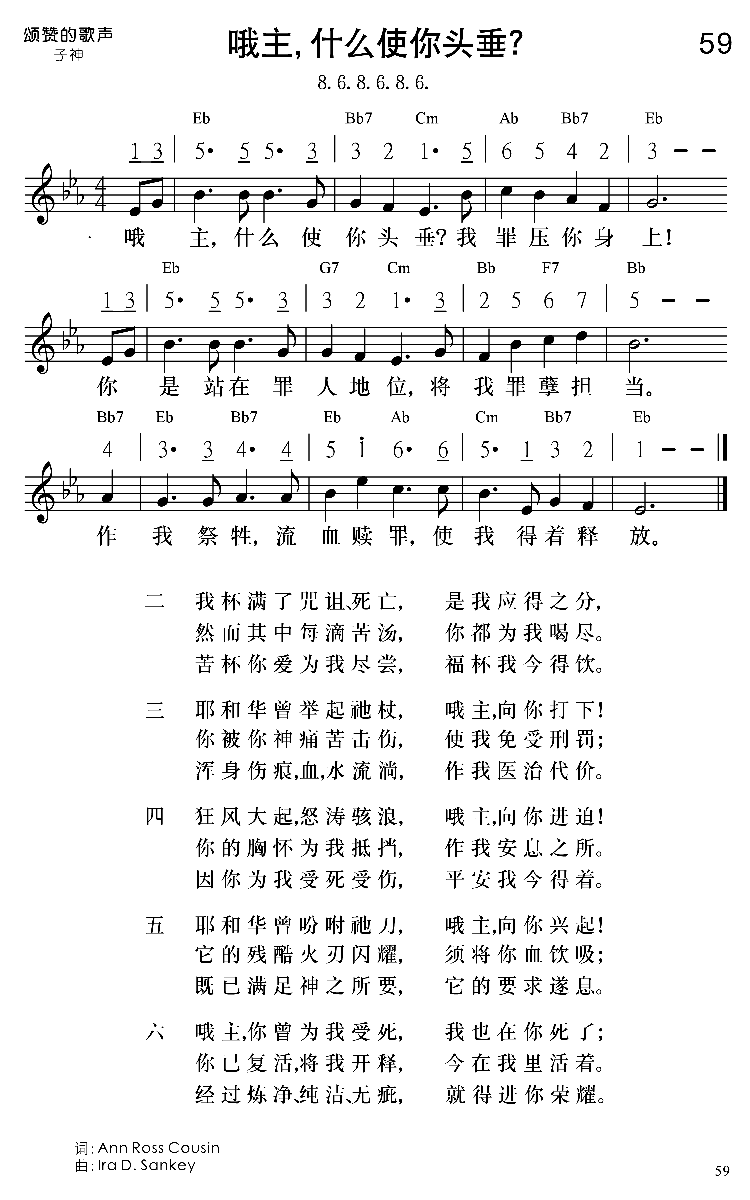 颂赞的歌声
子神
哦主,什么使你头垂?
59
8. 6. 8. 6. 8. 6.
Eb Bb7 Cm Ab Bb7 Eb
1 3 | 5• 5 5• 3 | 3 2 1• 5 | 6 5 4 2 | 3 – –
4 4
哦 主, 什么 使 你头 垂? 我 罪压你身 上!
Eb G7 Cm Bb F7 Bb
1 3 | 5• 5 5• 3 | 3 2 1• 3 | 2 5 6 7 | 5 – –
你 是 站在 罪 人地位, 将 我罪孽担 当。
Bb7 Eb Bb7 Eb Ab Cm Bb7 Eb
4 | 3• 3 4• 4 | 5 i 6• 6 | 5• 1 3 2 | 1 – –
作 我 祭牲, 流 血赎罪, 使 我 得着释 放。
二 我杯满了咒诅、死亡, 是我应得之分,
然而其中每滴苦汤, 你都为我喝尽。
苦杯你爱为我尽尝, 福杯我今得饮。
三 耶和华曾举起祂杖, 哦主,向你打下!
你被你神痛苦击伤, 使我免受刑罚;
浑身伤痕,血,水流淌, 作我医治代价。
四 狂风大起,怒涛骇浪, 哦主,向你进迫!
你的胸怀为我抵挡, 作我安息之所。
因你为我受死受伤, 平安我今得着。
五 耶和华曾吩咐祂刀, 哦主,向你兴起!
它的残酷火刃闪耀, 须将你血饮吸;
既已满足神之所要, 它的要求遂息。
六 哦主,你曾为我受死, 我也在你死了;
你已复活,将我开释, 今在我里活着。
经过炼净、纯洁、无疵, 就得进你荣耀。
词: Ann Ross Cousin
曲: Ira D. Sankey
59